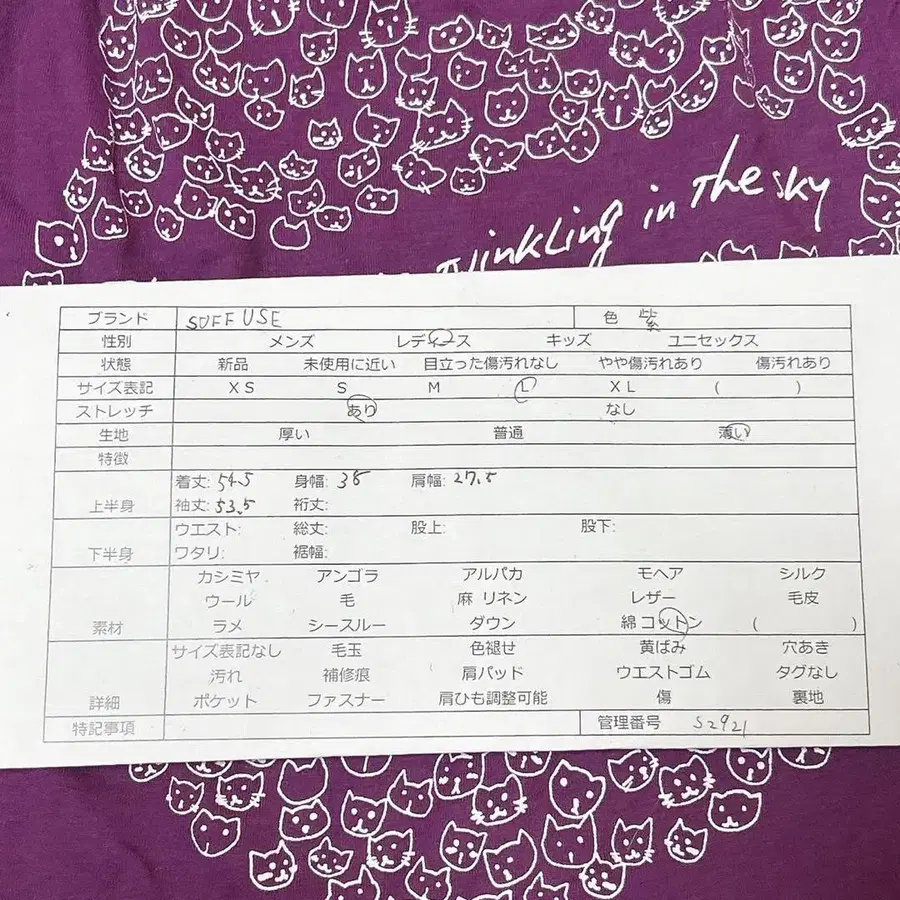 Twinkling in The sky
ブランド SUFFUSE 色 紫
性別 メンズ レディース キッズ ユニセックス
状態 新品 未使用に近い 目立った傷汚れなし やや傷汚れあり 傷汚れあり
サイズ表記 XS S M L XL ( )
ストレッチ あり なし
生地 厚い 普通 薄い
特徴
上半身 着丈: 54.5 身幅: 38 肩幅: 27.5
袖丈: 53.5 裄丈:
下半身 ウエスト: 総丈: 股上: 股下:
ワタリ: 裾幅:
カシミヤ アンゴラ アルパカ モヘア シルク
ウール 毛 麻 リネン レザー 毛皮
素材 ラメ シースルー ダウン 綿 コットン ( )
サイズ表記なし 毛玉 色褪せ 黄ばみ 穴あき
汚れ 補修痕 肩パッド ウエストゴム タグなし
詳細 ポケット ファスナー 肩ひも調整可能 傷 裏地
特記事項 管理番号 S2921